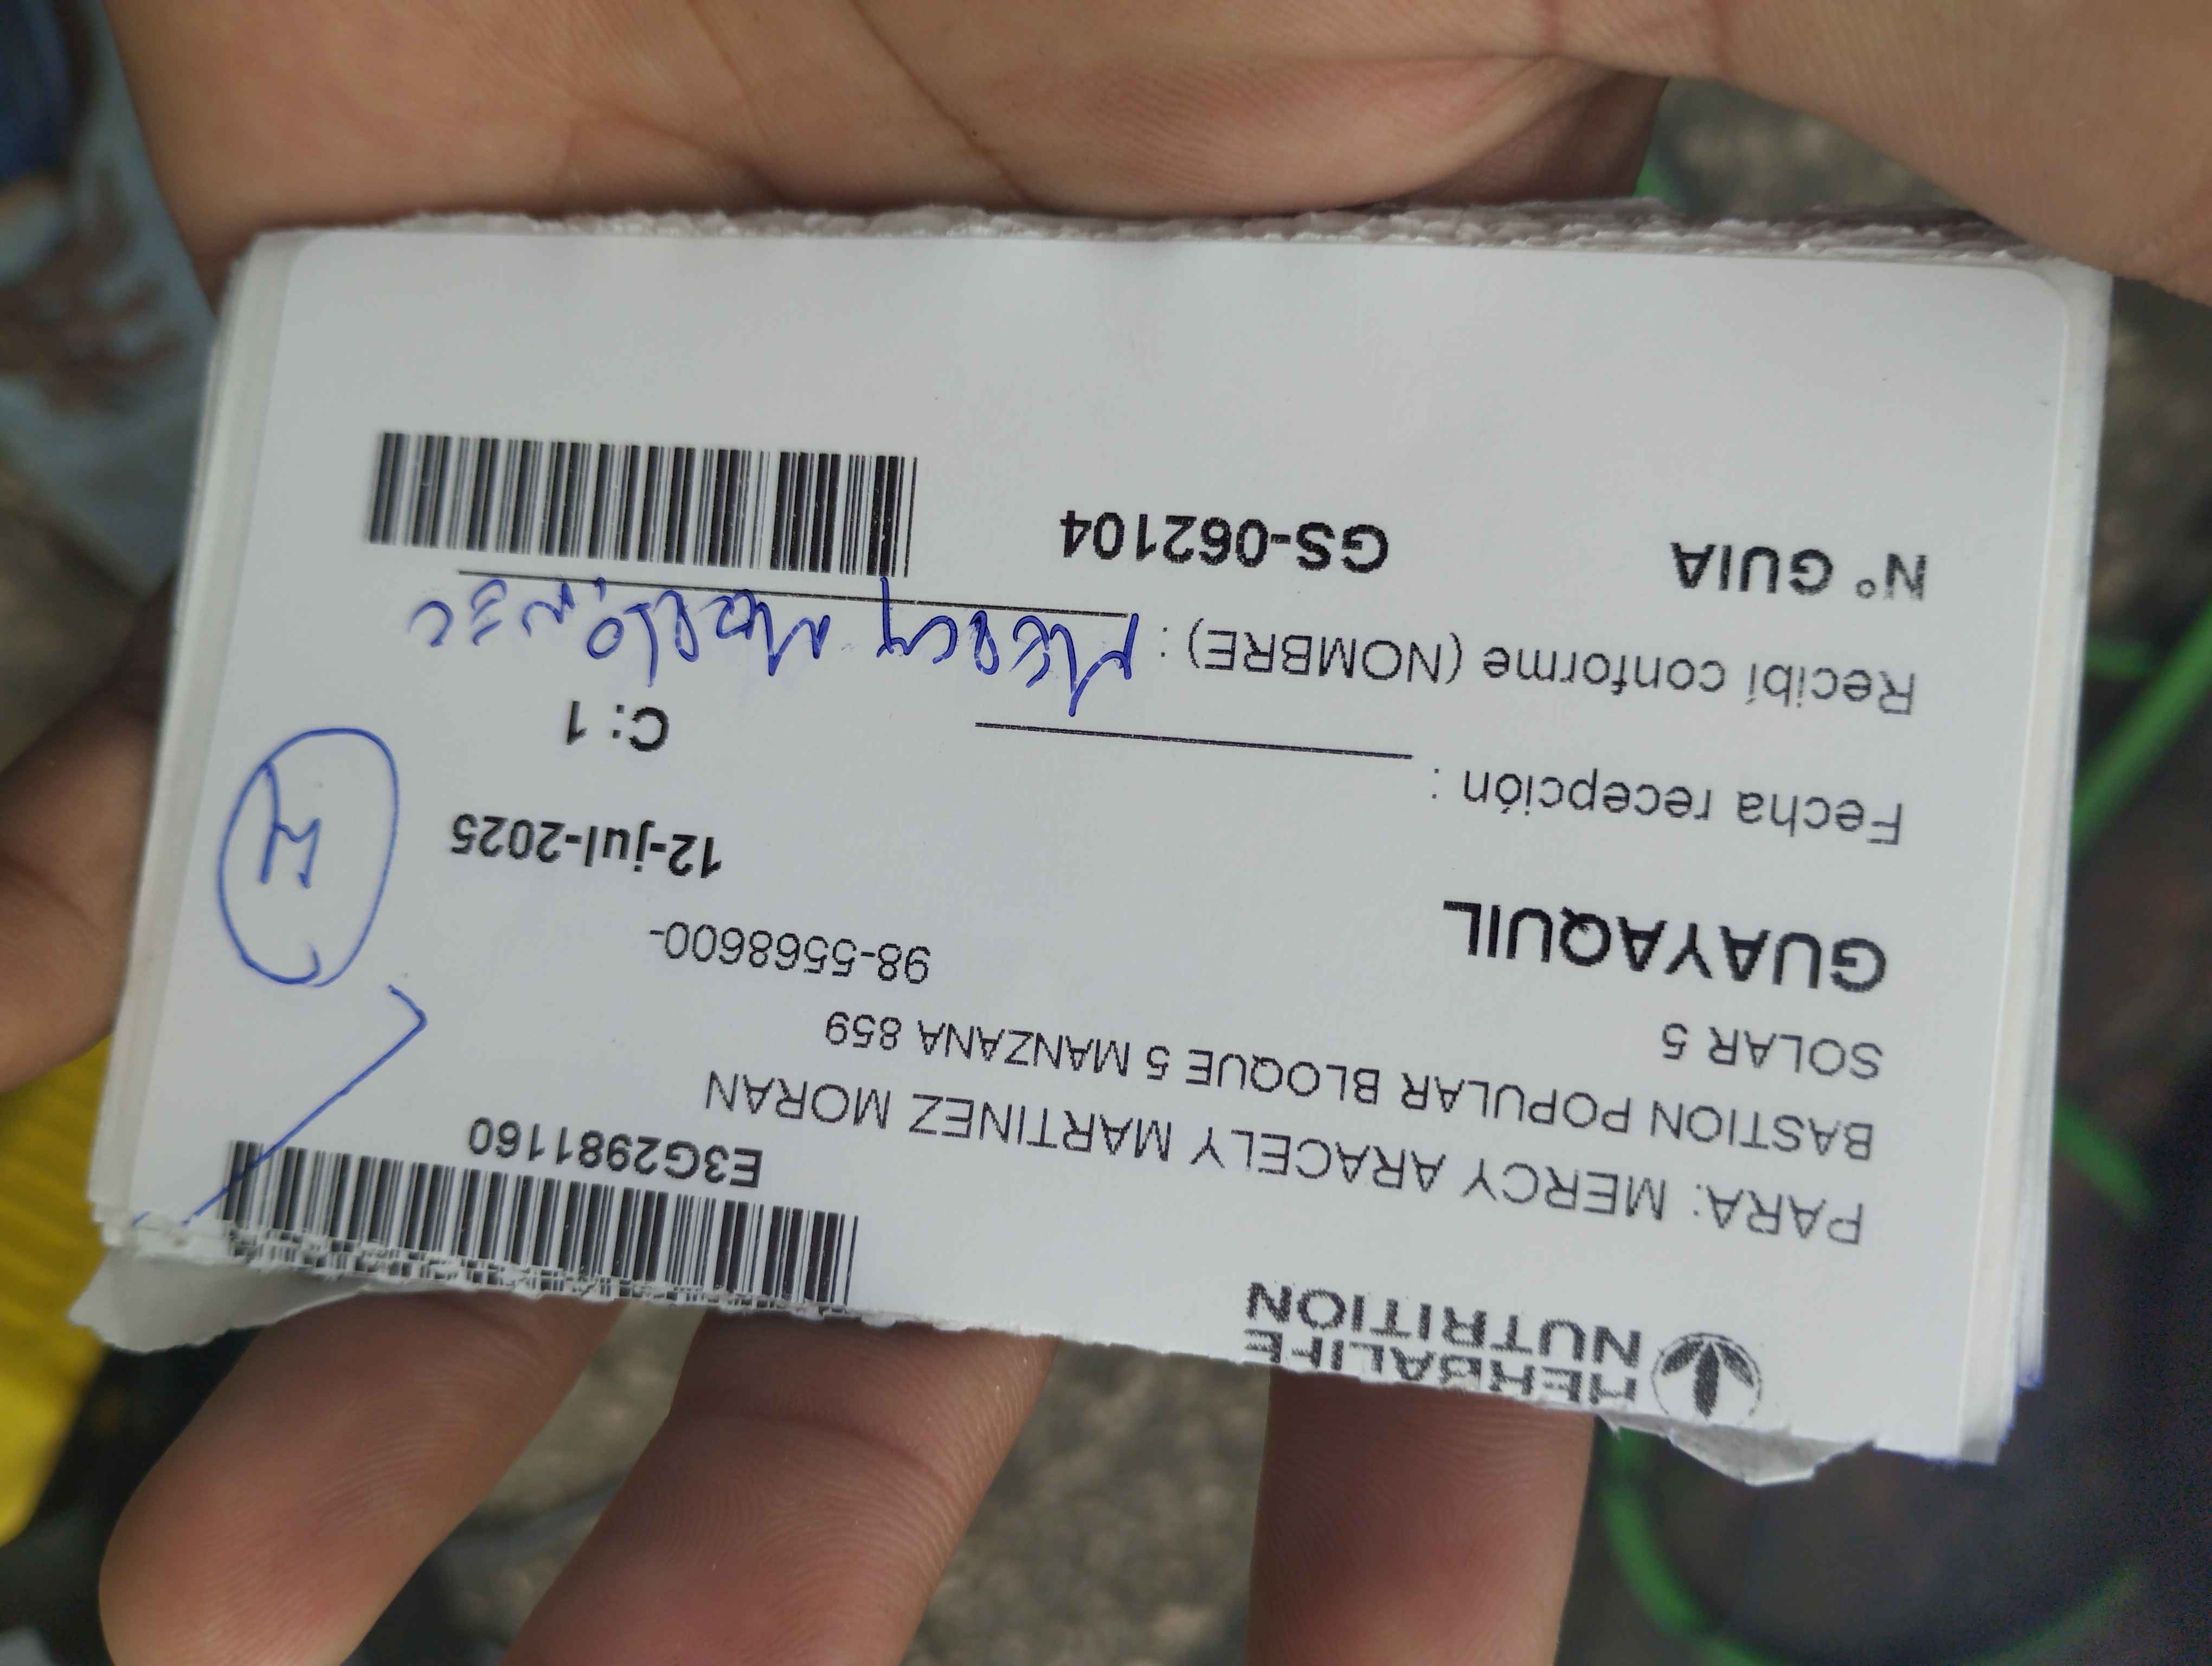 HERBALIFE
NUTRITION
E3G2981160
PARA: MERCY ARACELY MARTINEZ MORAN
BASTION POPULAR BLOQUE 5 MANZANA 859
SOLAR 5
98-5568600-
GUAYAQUIL
12-jul-2025
Fecha recepción :
C: 1
Recibí conforme (NOMBRE) :
N° GUIA GS-062104